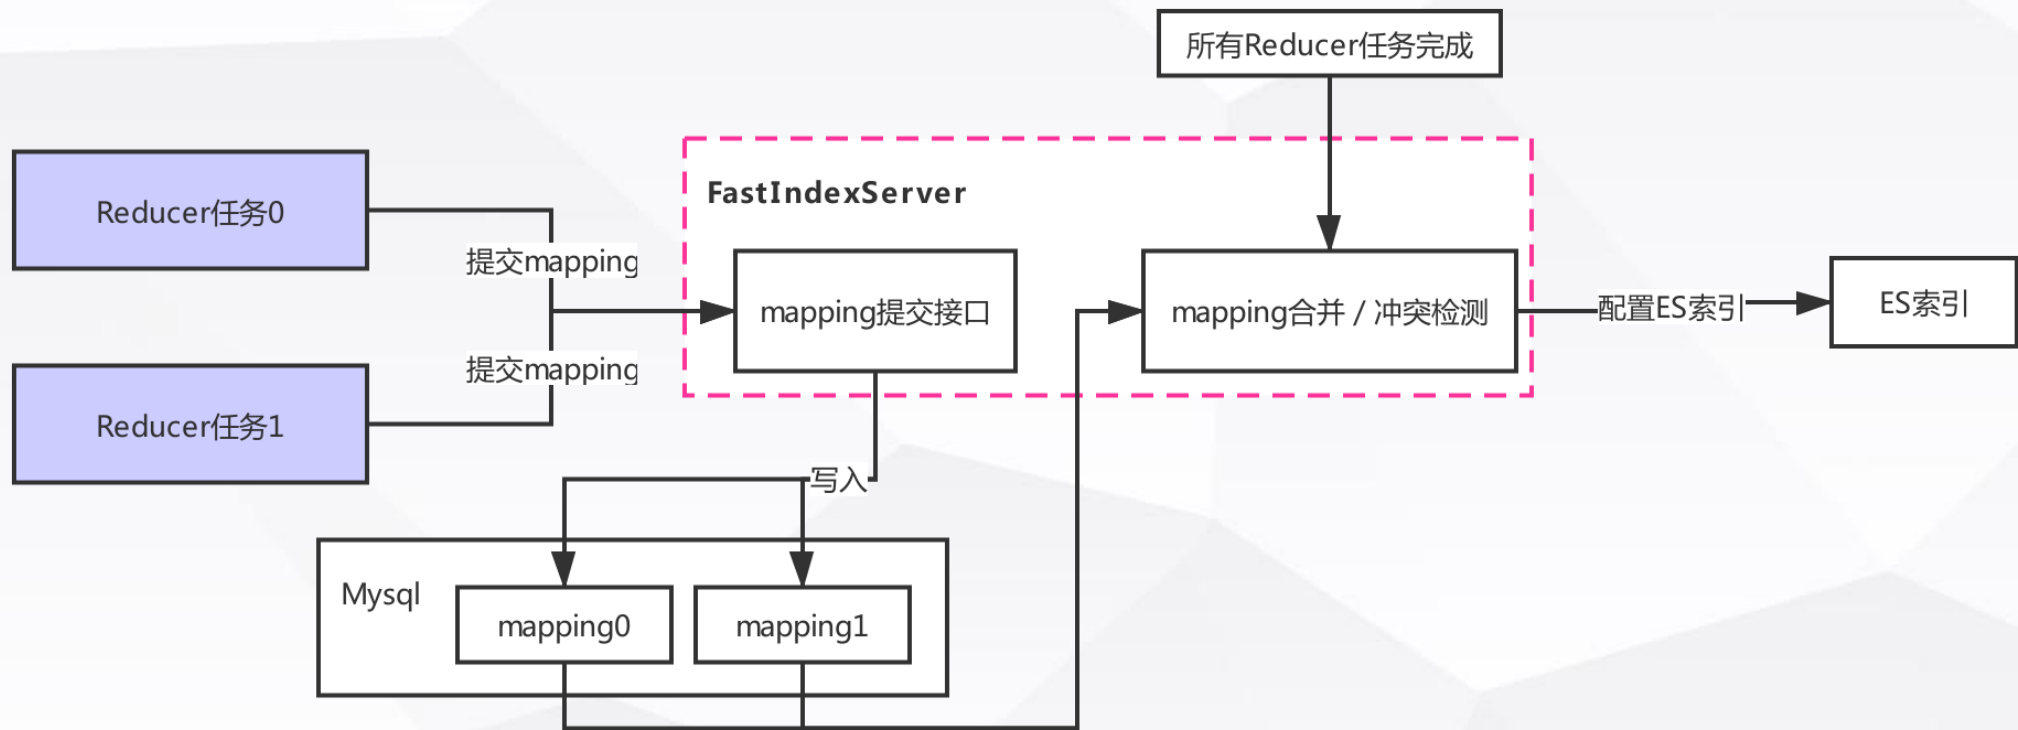 所有Reducer任务完成
Reducer任务0
FastIndexServer
提交mapping
mapping提交接口
mapping合并 / 冲突检测
配置ES索引
ES索引
提交mapping
Reducer任务1
写入
Mysql
mapping0
mapping1